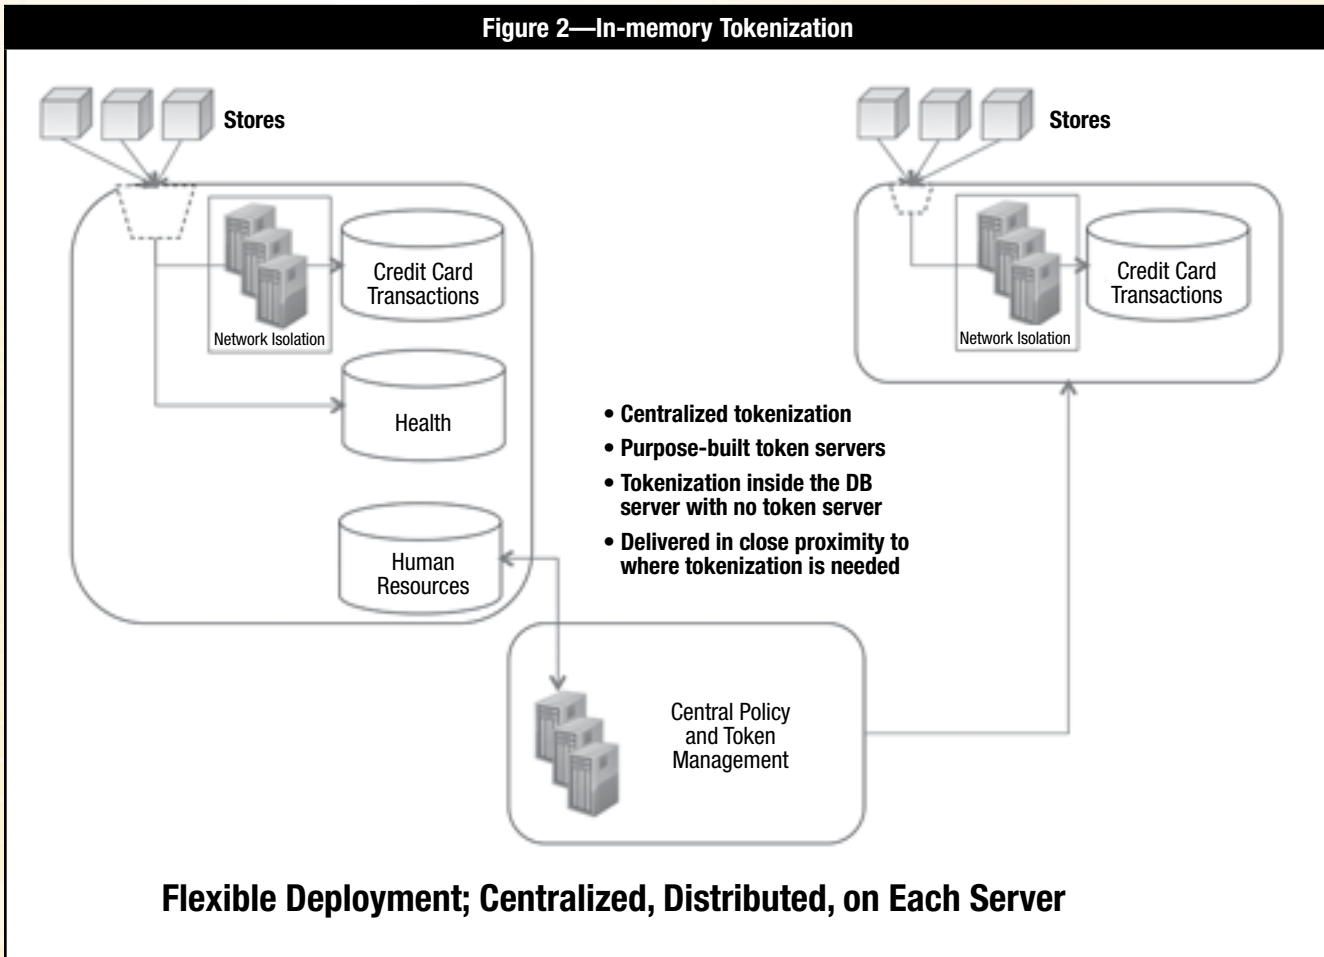 Figure 2—In-memory Tokenization
Stores
Stores
Credit Card
Transactions
Network Isolation
Credit Card
Transactions
Network Isolation
Health
• Centralized tokenization
• Purpose-built token servers
• Tokenization inside the DB
server with no token server
• Delivered in close proximity to
where tokenization is needed
Human
Resources
Central Policy
and Token
Management
Flexible Deployment; Centralized, Distributed, on Each Server